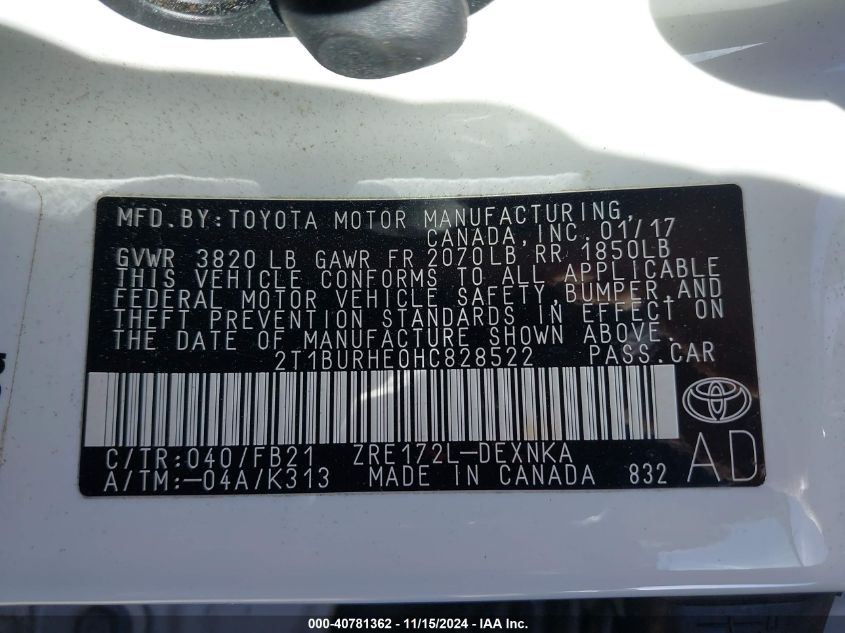 MFD.BY:TOYOTA MOTOR MANUFACTURING,
CANADA,INC. 01/17
GVWR 3820 LB GAWR FR 2070LB RR 1850LB
THIS VEHICLE CONFORMS TO ALL APPLICABLE
FEDERAL MOTOR VEHICLE SAFETY,BUMPER,AND
THEFT PREVENTION STANDARDS IN EFFECT ON
THE DATE OF MANUFACTURE SHOWN ABOVE.
2T1BURHE0HC828522 PASS.CAR
C/TR:040/FB21 ZRE172L-DEXNKA
A/TM:-04A/K313 MADE IN CANADA 832
AD
000-40781362 - 11/15/2024 - IAA Inc.